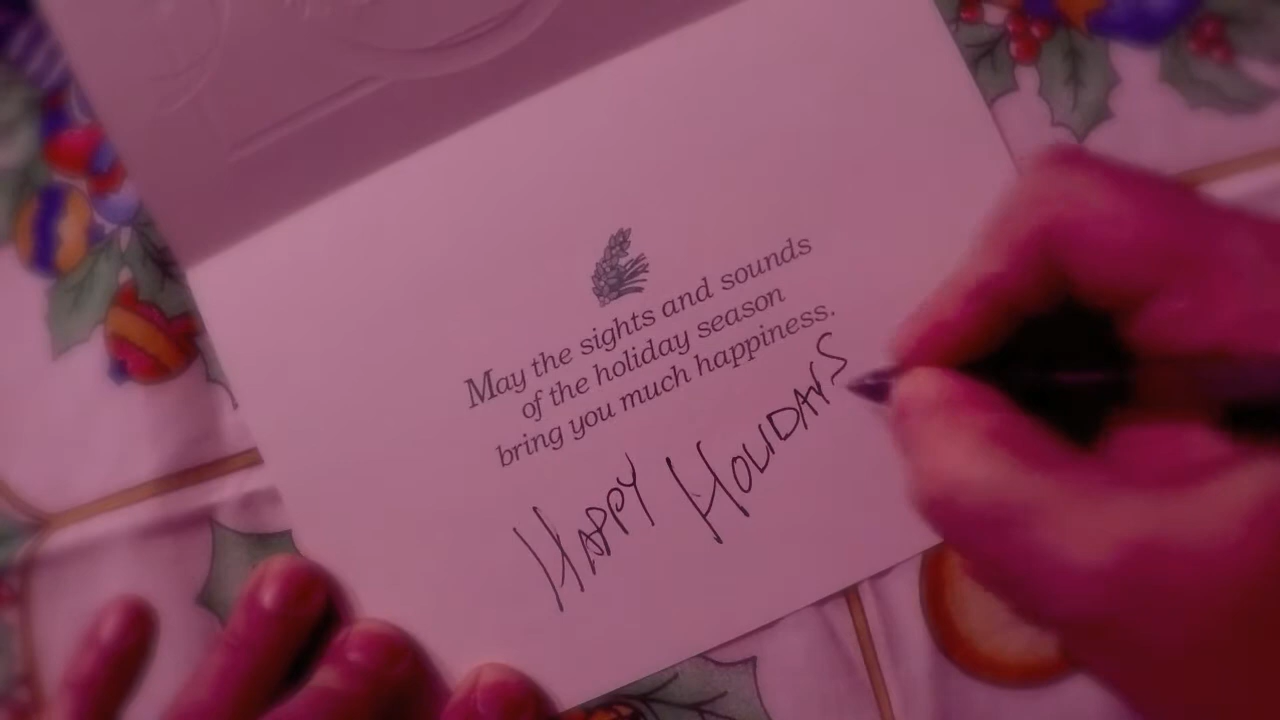 May the sights and sounds
of the holiday season
bring you much happiness.
HAPPY HOLIDAYS